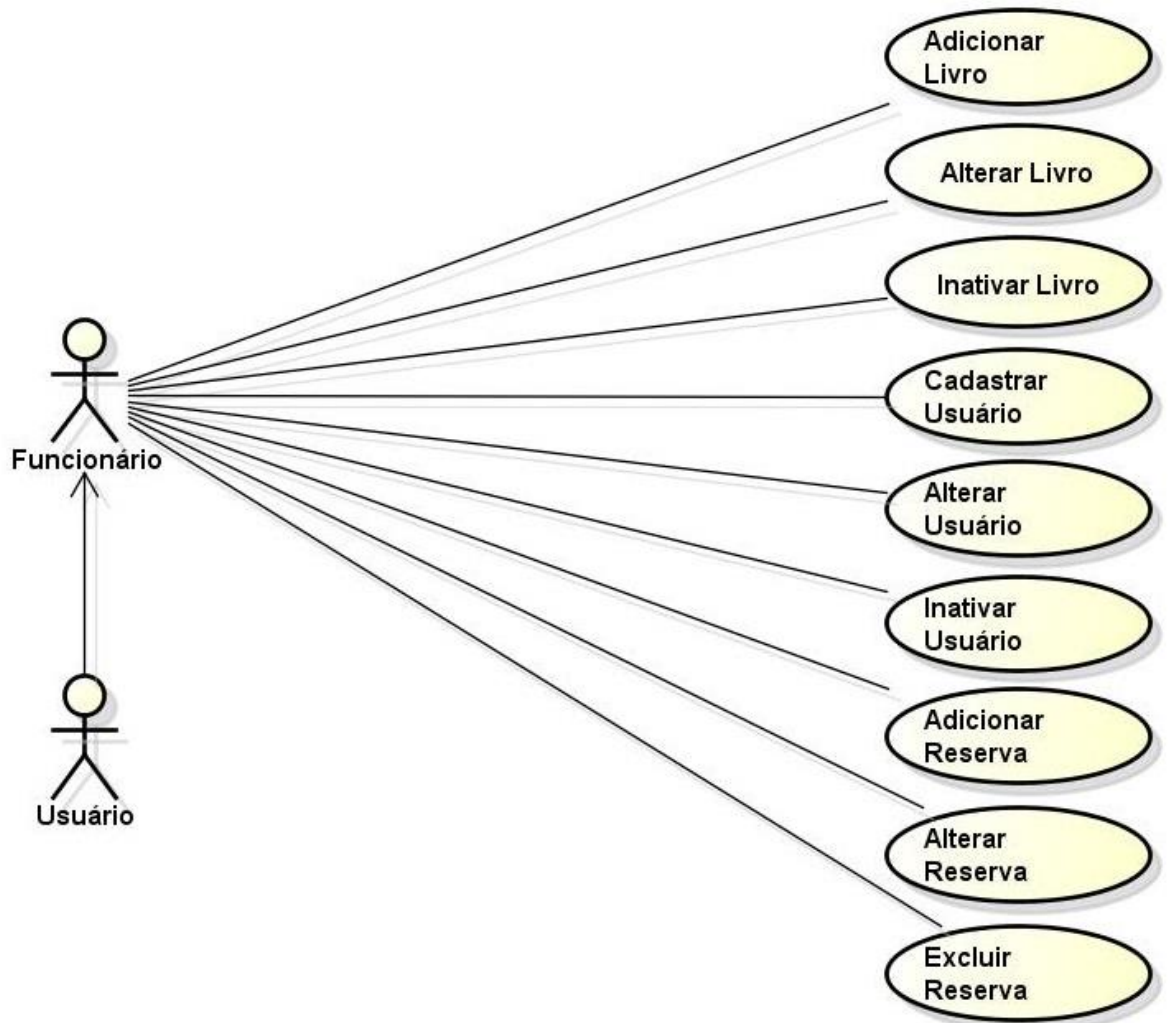 Adicionar
Livro
Alterar Livro
Inativar Livro
Cadastrar
Usuário
Alterar
Usuário
Inativar
Usuário
Adicionar
Reserva
Alterar
Reserva
Excluir
Reserva
Funcionário
Usuário